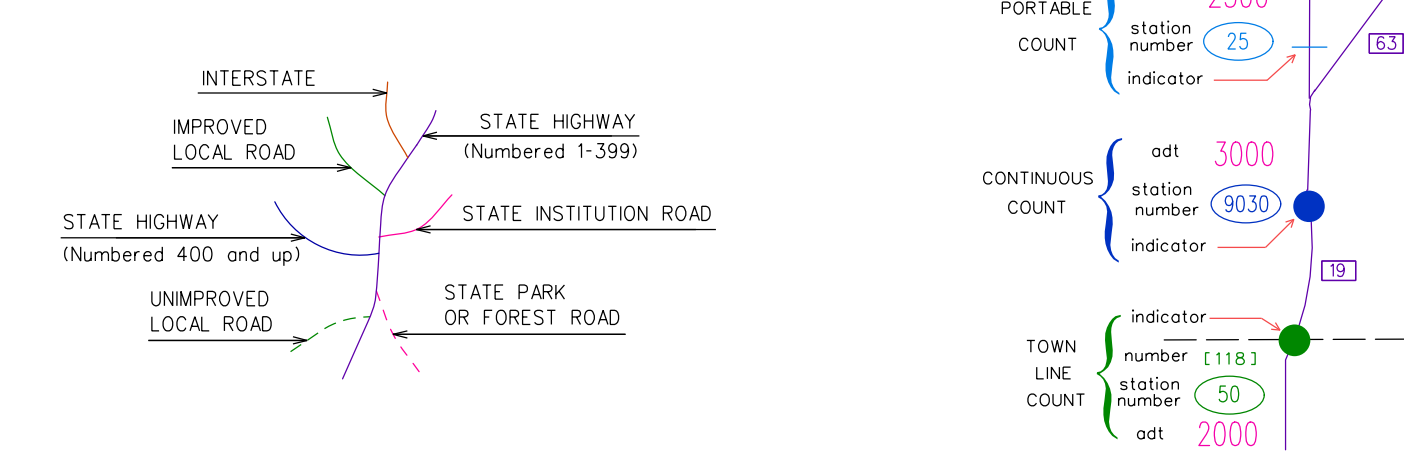 INTERSTATE
STATE HIGHWAY
(Numbered 1-399)
IMPROVED
LOCAL ROAD
STATE INSTITUTION ROAD
STATE HIGHWAY
(Numbered 400 and up)
UNIMPROVED
LOCAL ROAD
STATE PARK
OR FOREST ROAD
PORTABLE
COUNT
station
number
25
indicator
63
CONTINUOUS
COUNT
adt
3000
station
number
9030
indicator
19
TOWN
LINE
COUNT
indicator
number
[118]
station
number
50
adt
2000